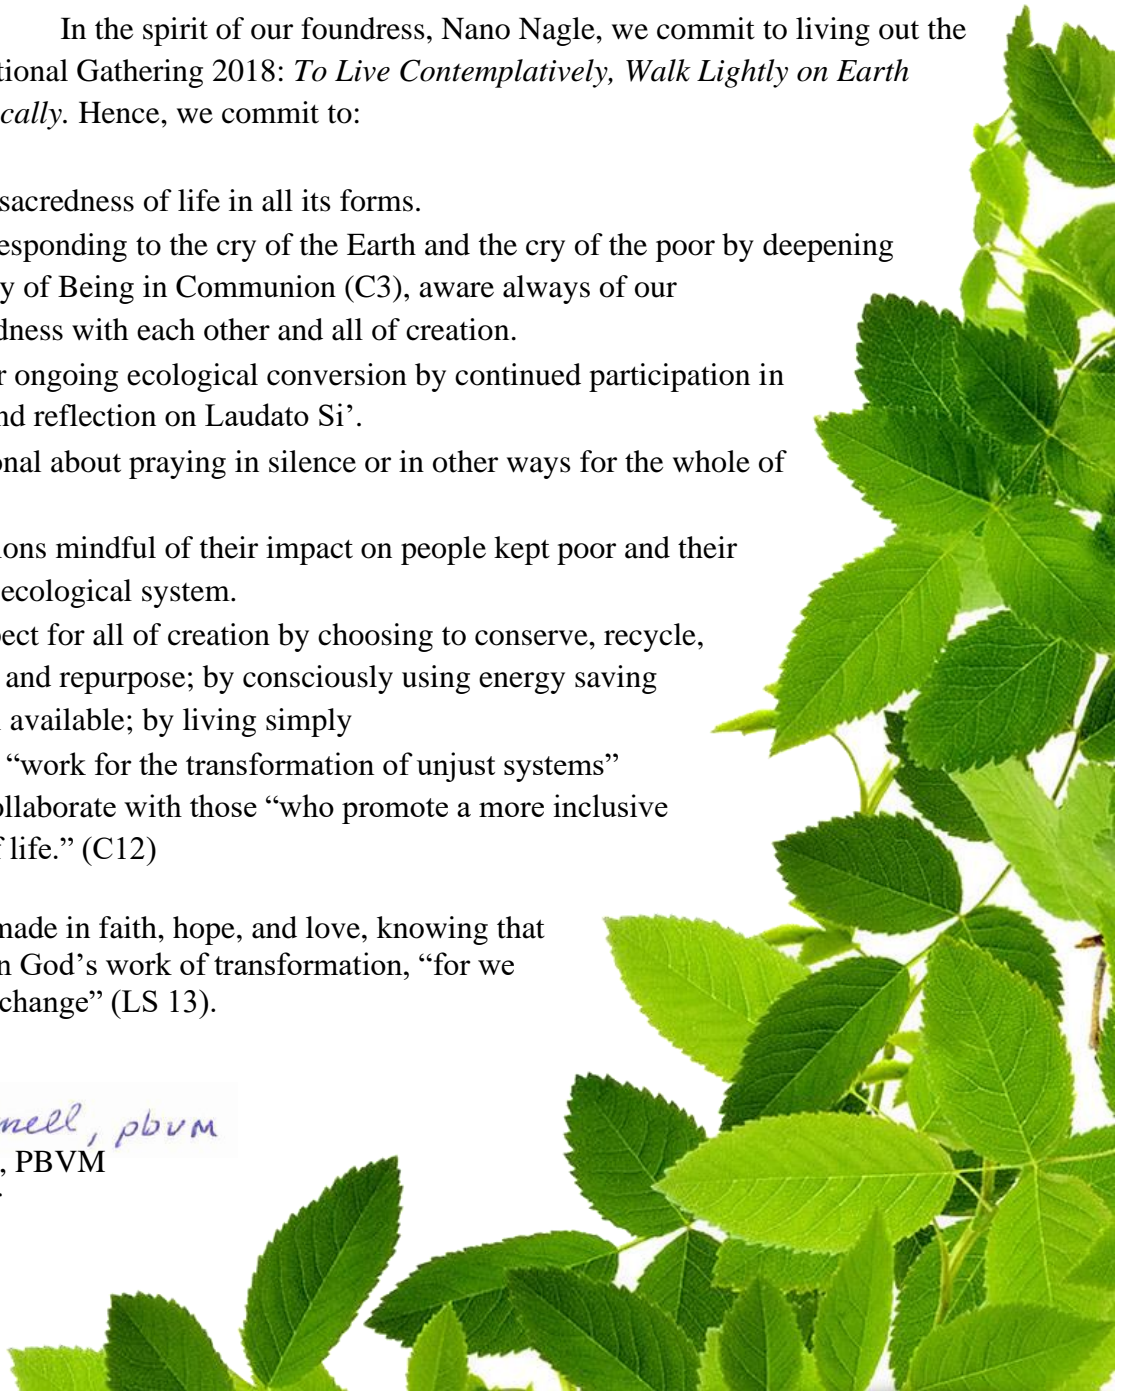 In the spirit of our foundress, Nano Nagle, we commit to living out the
tional Gathering 2018: To Live Contemplatively, Walk Lightly on Earth
cally. Hence, we commit to:
sacredness of life in all its forms.
esponding to the cry of the Earth and the cry of the poor by deepening
y of Being in Communion (C3), aware always of our
dness with each other and all of creation.
r ongoing ecological conversion by continued participation in
nd reflection on Laudato Si’.
onal about praying in silence or in other ways for the whole of
ions mindful of their impact on people kept poor and their
ecological system.
pect for all of creation by choosing to conserve, recycle,
and repurpose; by consciously using energy saving
available; by living simply
“work for the transformation of unjust systems”
ollaborate with those “who promote a more inclusive
f life.” (C12)
made in faith, hope, and love, knowing that
n God’s work of transformation, “for we
change” (LS 13).
nell, pbvm
, PBVM